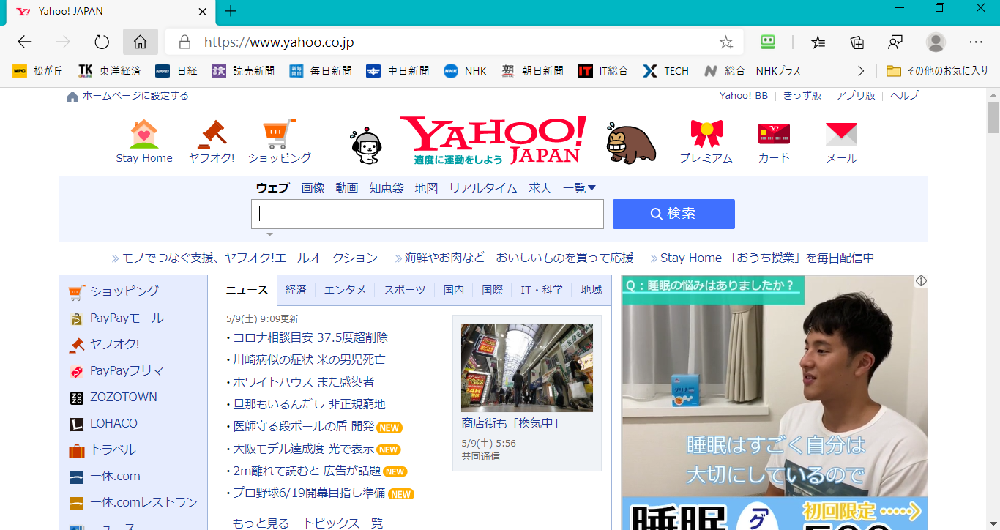 Yahoo! JAPAN
https://www.yahoo.co.jp
松が丘 東洋経済 日経 読売新聞 毎日新聞 中日新聞 NHK 朝日新聞 IT総合 TECH 総合 - NHKプラス その他のお気に入り
ホームページに設定する
Yahoo! BB きっず版 アプリ版 ヘルプ
YAHOO! JAPAN
適度に運動をしよう
Stay Home ヤフオク! ショッピング プレミアム カード メール
ウェブ 画像 動画 知恵袋 地図 リアルタイム 求人 一覧▼
検索
モノでつなぐ支援、ヤフオク!エールオークション 海鮮やお肉など おいしいものを買って応援 Stay Home 「おうち授業」を毎日配信中
ショッピング
PayPayモール
ヤフオク!
PayPayフリマ
ZOZOTOWN
LOHACO
トラベル
一休.com
一休.comレストラン
ニュース
ニュース 経済 エンタメ スポーツ 国内 国際 IT・科学 地域
5/9(土) 9:09更新
・コロナ相談目安 37.5度超削除
・川崎病似の症状 米の男児死亡
・ホワイトハウス また感染者
・旦那もいるんだし 非正規窮地
・医師守る段ボールの盾 開発 NEW
・大阪モデル達成度 光で表示 NEW
・2m離れて読むと 広告が話題 NEW
・プロ野球6/19開幕目指し準備 NEW
もっと見る トピックス一覧
商店街も「換気中」
5/9(土) 5:56
共同通信
Q：睡眠の悩みはありましたか？
睡眠はすごく自分は
大切にしているので
睡眠
初回限定